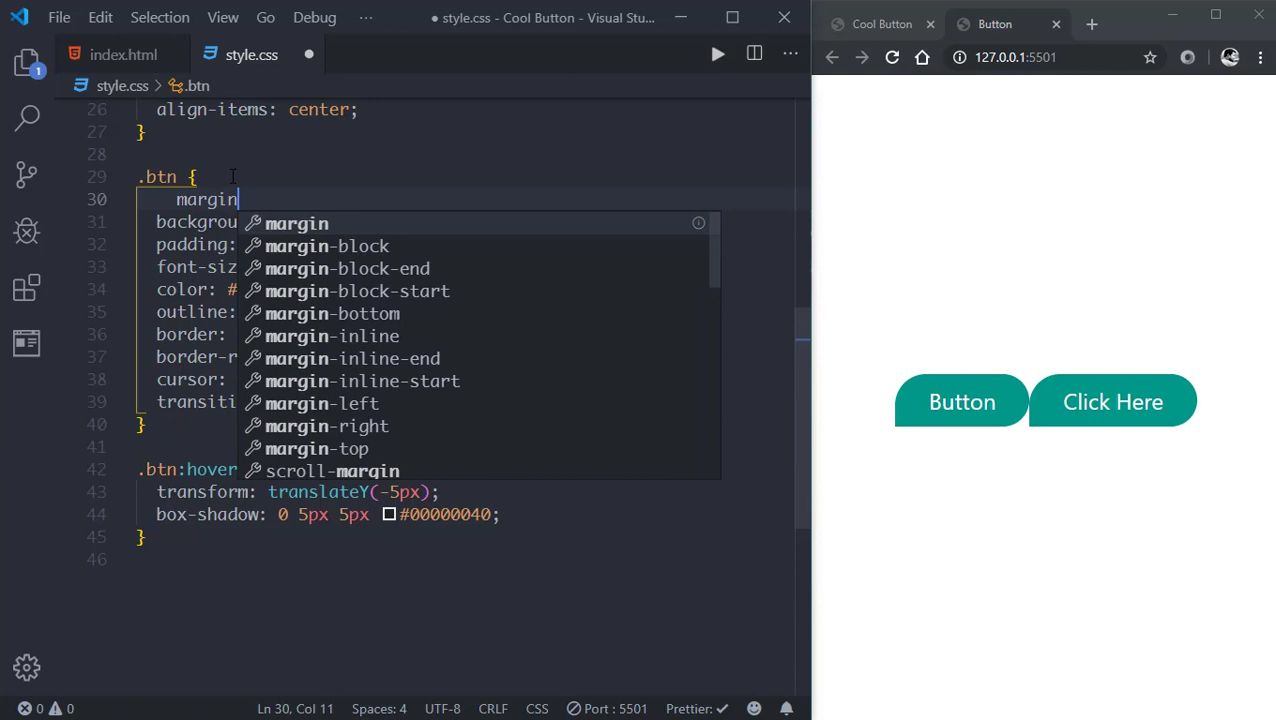 File Edit Selection View Go Debug ··· ● style.css - Cool Button - Visual Stu...
index.html style.css ●
style.css > .btn
26 align-items: center;
27 }
28
29 .btn {
30 margin
31 backgrou
32 padding:
33 font-siz
34 color: #
35 outline:
36 border:
37 border-r
38 cursor:
39 transiti
40 }
41
42 .btn:hover
43 transform: translateY(-5px);
44 box-shadow: 0 5px 5px #00000040;
45 }
46
margin
margin-block
margin-block-end
margin-block-start
margin-bottom
margin-inline
margin-inline-end
margin-inline-start
margin-left
margin-right
margin-top
scroll-margin
1
0 0 Ln 30, Col 11 Spaces: 4 UTF-8 CRLF CSS Port : 5501 Prettier: ✓
Cool Button Button
127.0.0.1:5501
Button Click Here